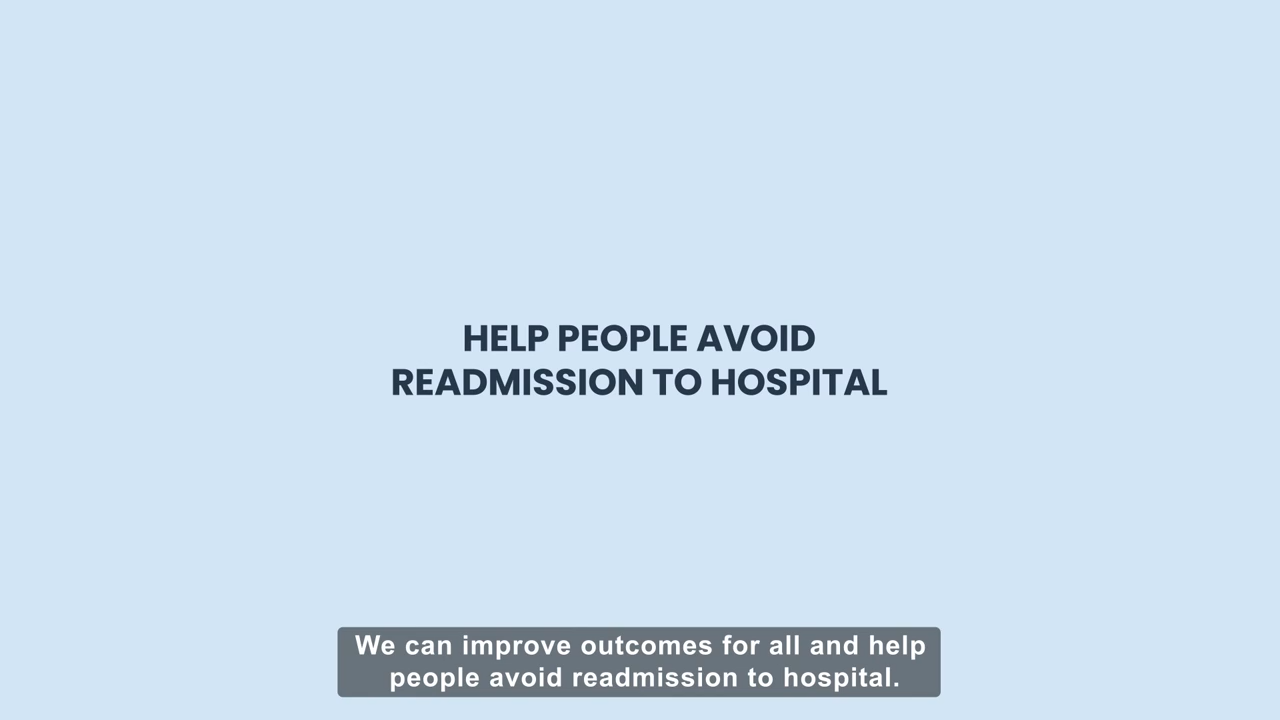 HELP PEOPLE AVOID
READMISSION TO HOSPITAL
We can improve outcomes for all and help
people avoid readmission to hospital.